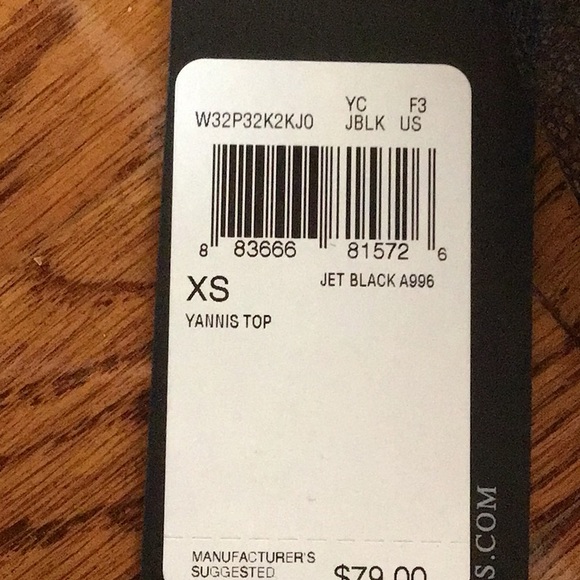 YC F3
W32P32K2KJ0 JBLK US
8 83666 81572 6
XS JET BLACK A996
YANNIS TOP
MANUFACTURER'S
SUGGESTED $79.00
S.COM